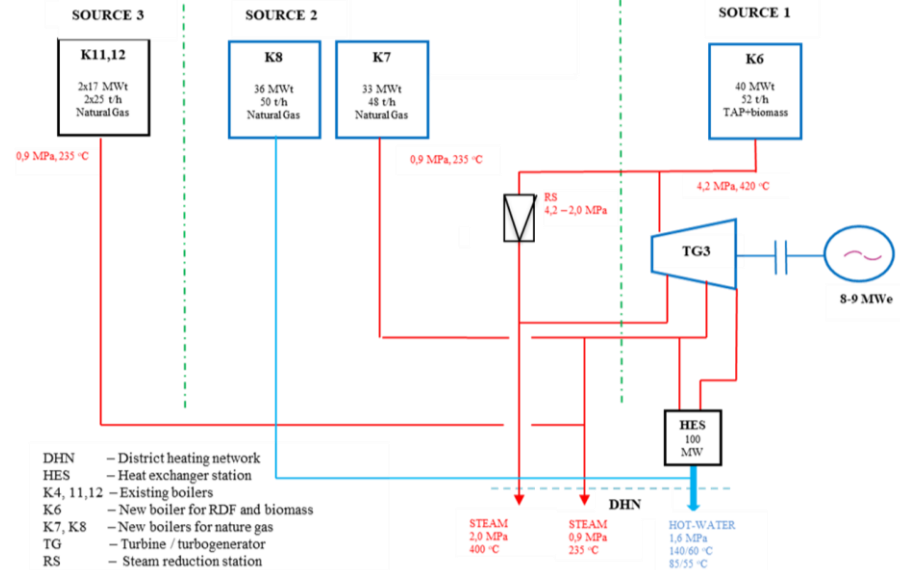 SOURCE 3
SOURCE 2
SOURCE 1
K11,12
2x17 MWt
2x25 t/h
Natural Gas
K8
36 MWt
50 t/h
Natural Gas
K7
33 MWt
48 t/h
Natural Gas
K6
40 MWt
52 t/h
TAP+biomass
0,9 MPa, 235 °C
0,9 MPa, 235 °C
4,2 MPa, 420 °C
RS
4,2 – 2,0 MPa
TG3
8-9 MWe
HES
100
MW
DHN – District heating network
HES – Heat exchanger station
K4, 11,12 – Existing boilers
K6 – New boiler for RDF and biomass
K7, K8 – New boilers for nature gas
TG – Turbine / turbogenerator
RS – Steam reduction station
DHN
STEAM
2,0 MPa
400 °C
STEAM
0,9 MPa
235 °C
HOT-WATER
1,6 MPa
140/60 °C
85/55 °C